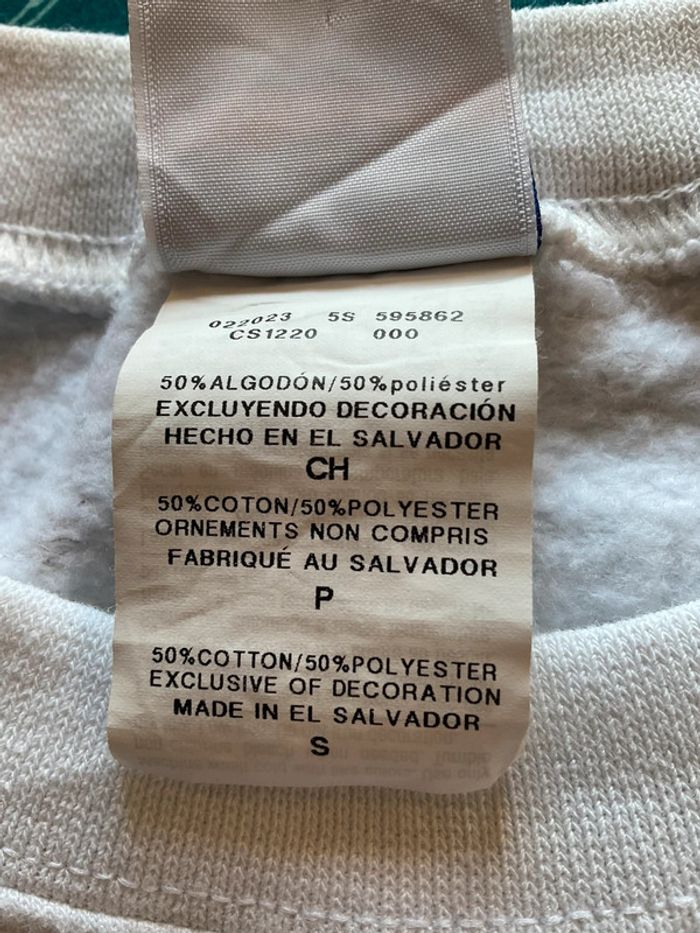 022023 5S 595862
CS1220 000
50%ALGODÓN/50%poliéster
EXCLUYENDO DECORACIÓN
HECHO EN EL SALVADOR
CH
50%COTON/50%POLYESTER
ORNEMENTS NON COMPRIS
FABRIQUÉ AU SALVADOR
P
50%COTTON/50%POLYESTER
EXCLUSIVE OF DECORATION
MADE IN EL SALVADOR
S